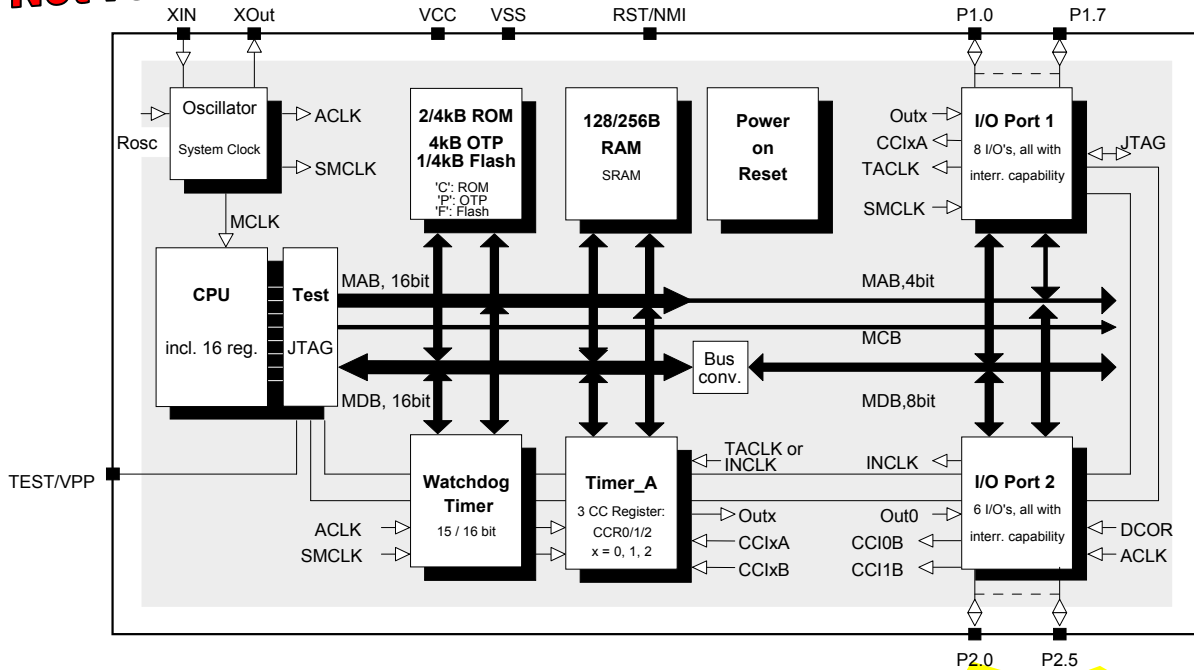 Not
XIN XOut VCC VSS RST/NMI P1.0 P1.7
Rosc
Oscillator
System Clock
ACLK
SMCLK
MCLK
2/4kB ROM
4kB OTP
1/4kB Flash
'C': ROM
'P': OTP
'F': Flash
128/256B
RAM
SRAM
Power
on
Reset
Outx
CCIxA
TACLK
SMCLK
I/O Port 1
8 I/O's, all with
interr. capability
JTAG
CPU
incl. 16 reg.
Test
JTAG
MAB, 16bit
MAB,4bit
MCB
Bus
conv.
MDB, 16bit
MDB,8bit
TEST/VPP
ACLK
SMCLK
Watchdog
Timer
15 / 16 bit
Timer_A
3 CC Register:
CCR0/1/2
x = 0, 1, 2
TACLK or
INCLK
Outx
CCIxA
CCIxB
INCLK
Out0
CCI0B
CCI1B
I/O Port 2
6 I/O's, all with
interr. capability
DCOR
ACLK
P2.0 P2.5